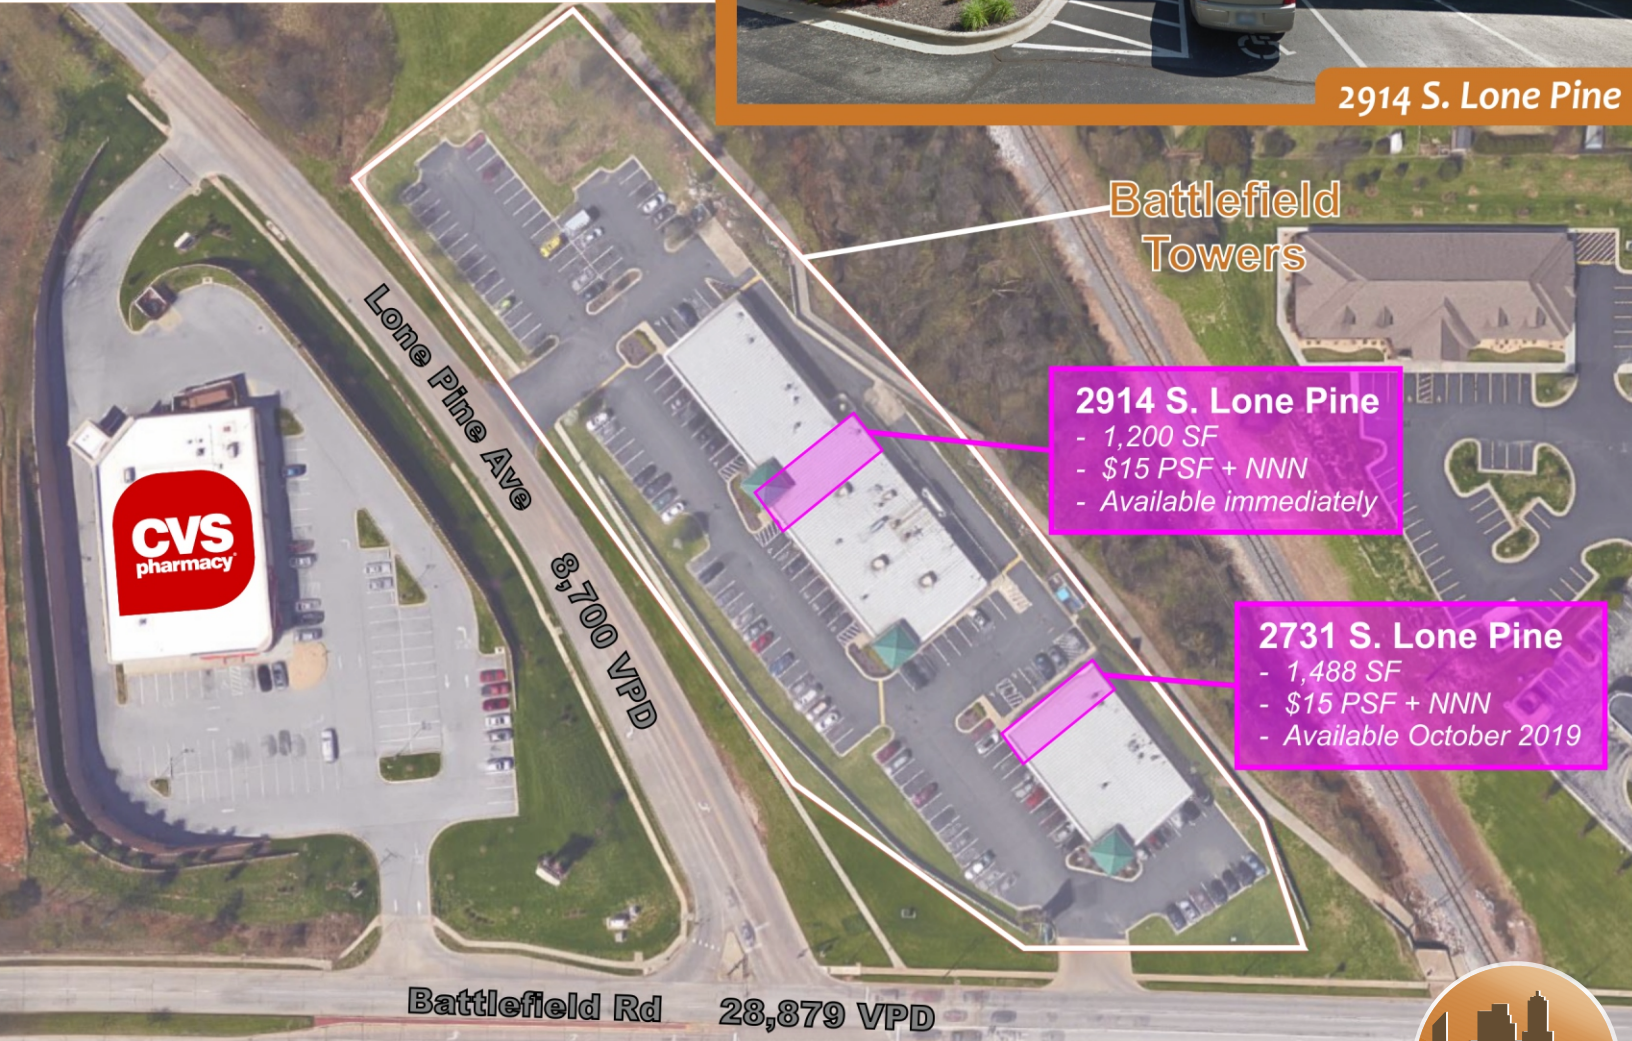 2914 S. Lone Pine
Battlefield
Towers
2914 S. Lone Pine
- 1,200 SF
- $15 PSF + NNN
- Available immediately
Lone Pine Ave
8,700 VPD
CVS
pharmacy
2731 S. Lone Pine
- 1,488 SF
- $15 PSF + NNN
- Available October 2019
Battlefield Rd
28,879 VPD